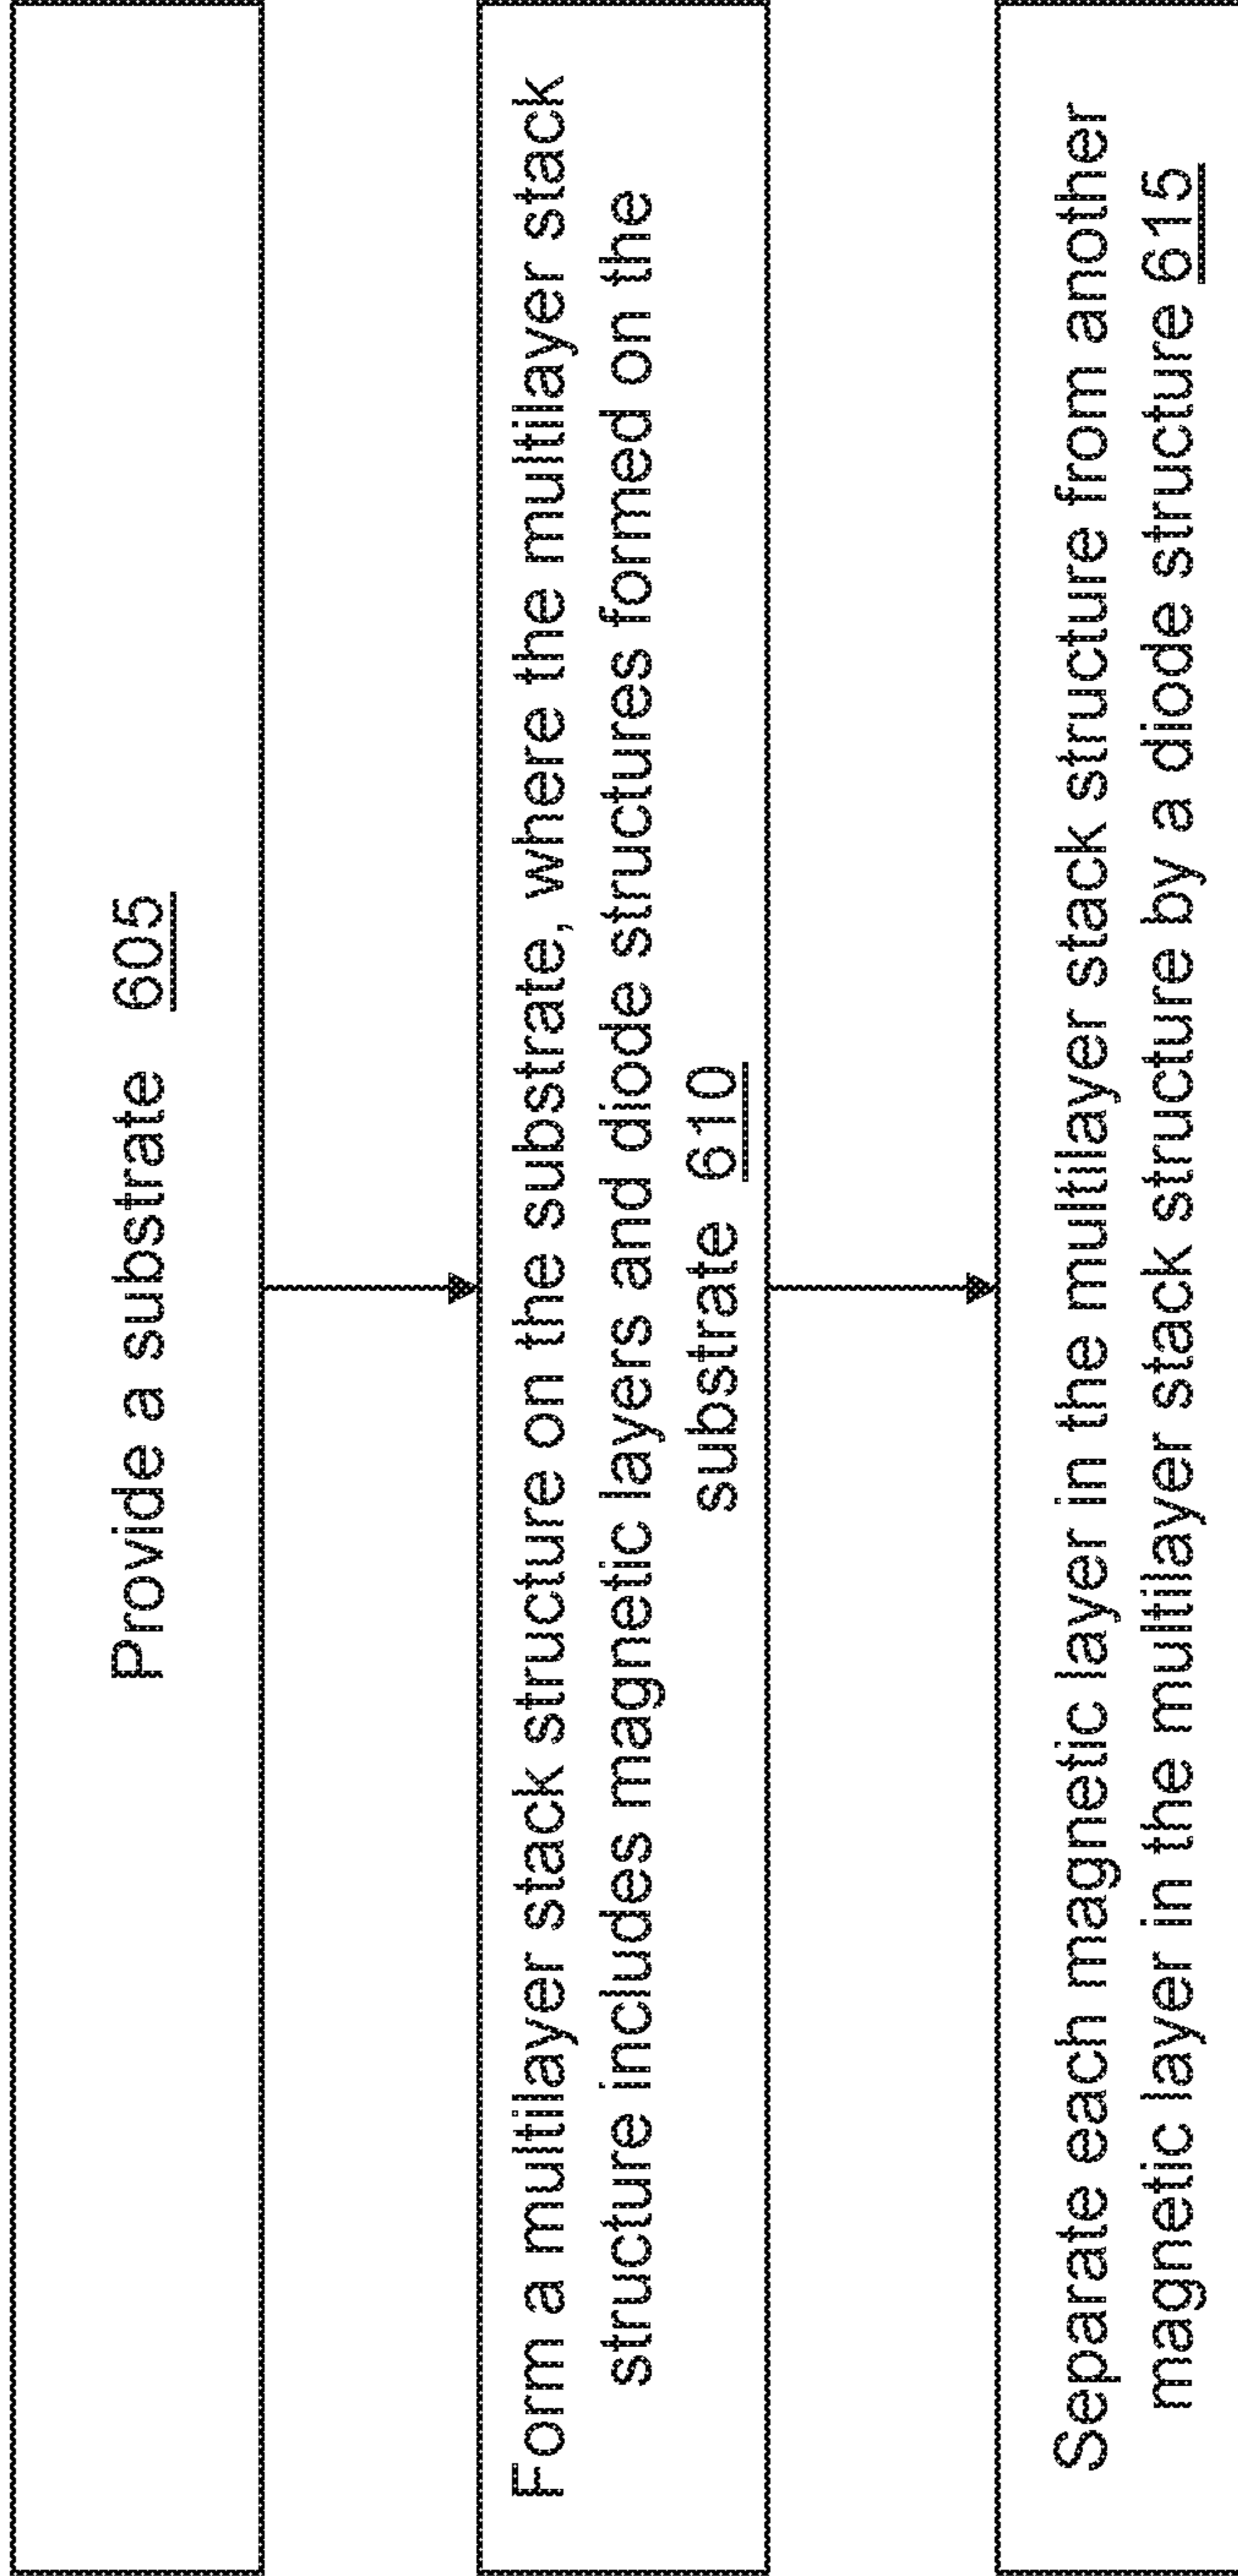 Provide a substrate 605
Form a multilayer stack structure on the substrate, where the multilayer stack
structure includes magnetic layers and diode structures formed on the
substrate 610
Separate each magnetic layer in the multilayer stack structure from another
magnetic layer in the multilayer stack structure by a diode structure 615